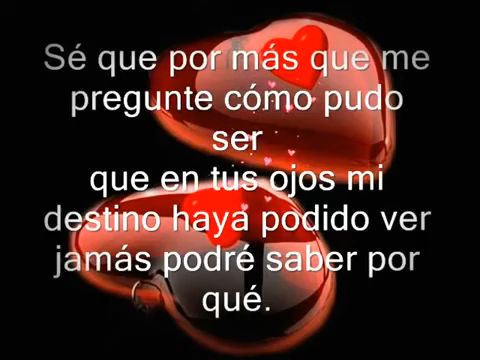 Sé que por más que me
pregunte cómo pudo
ser
que en tus ojos mi
destino haya podido ver
jamás podré saber por
qué.